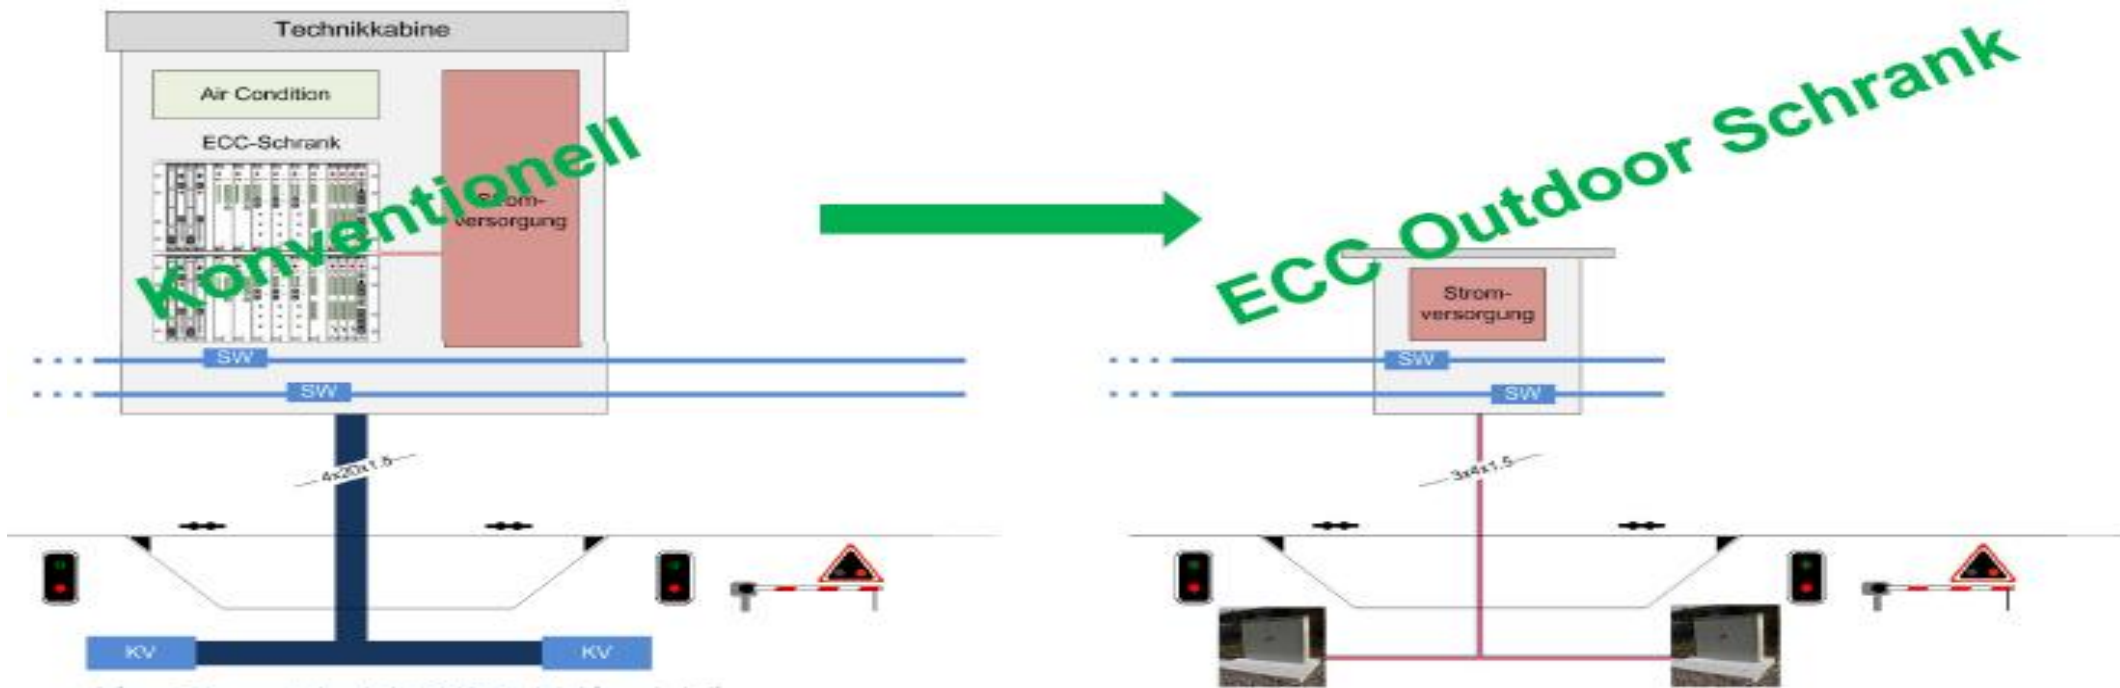 Technikkabine
Air Condition
ECC-Schrank
Strom-
versorgung
Konventionell
SW
SW
4x20x1.5
KV
KV
ECC Outdoor Schrank
Strom-
versorgung
SW
SW
3x4x1.5